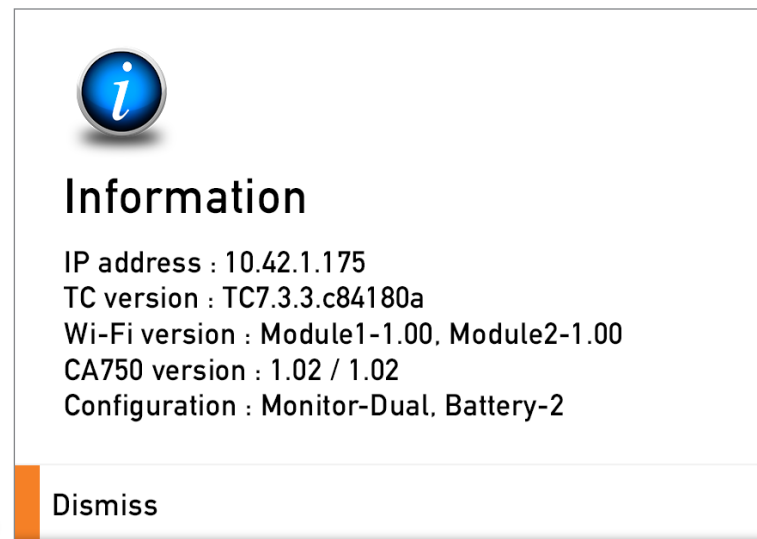 i
Information
IP address : 10.42.1.175
TC version : TC7.3.3.c84180a
Wi-Fi version : Module1-1.00, Module2-1.00
CA750 version : 1.02 / 1.02
Configuration : Monitor-Dual, Battery-2
Dismiss